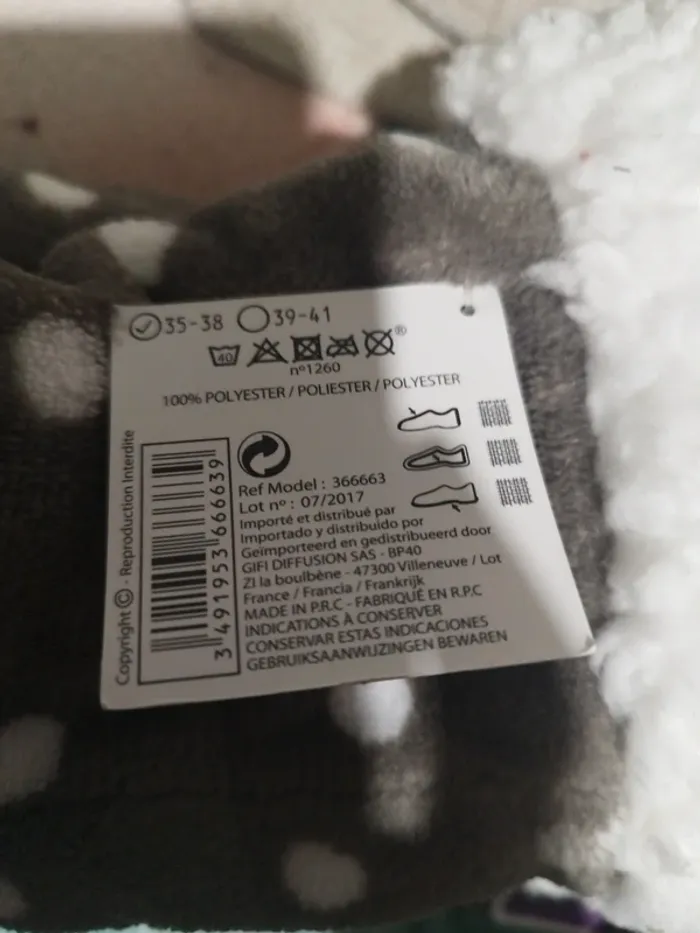 35-38 39-41
40 ®
nº1260
100% POLYESTER / POLIESTER / POLYESTER
Ref Model : 366663
Lot nº : 07/2017
Importé et distribué par
Importado y distribuido por
Geïmporteerd en gedistribueerd door
GIFI DIFFUSION SAS - BP40
ZI la boulbène - 47300 Villeneuve / Lot
France / Francia / Frankrijk
MADE IN P.R.C - FABRIQUÉ EN R.P.C
INDICATIONS À CONSERVER
CONSERVAR ESTAS INDICACIONES
GEBRUIKSAANWIJZINGEN BEWAREN
3 491953 666639
Copyright © - Reproduction Interdite